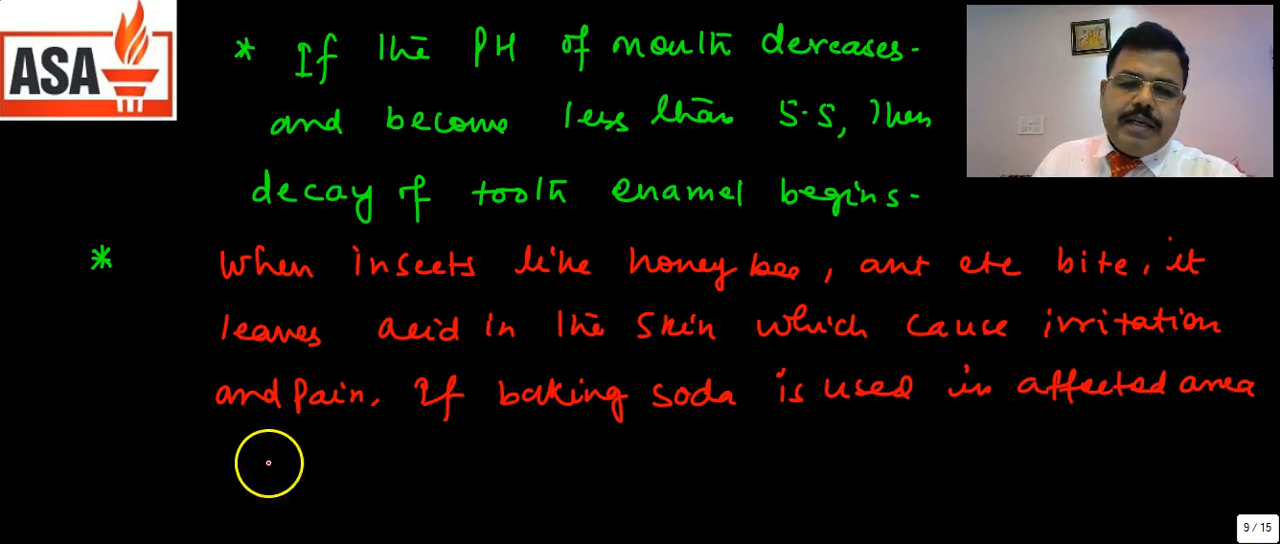 ASA
* If the PH of mouth dereases.
and become less than 5.5, then
decay of tooth enamel begins.
* When insects like honey bee, ant etc bite, it
leaves acid in the skin which cause irritation
and Pain. If baking soda is used in affected area
9 / 15